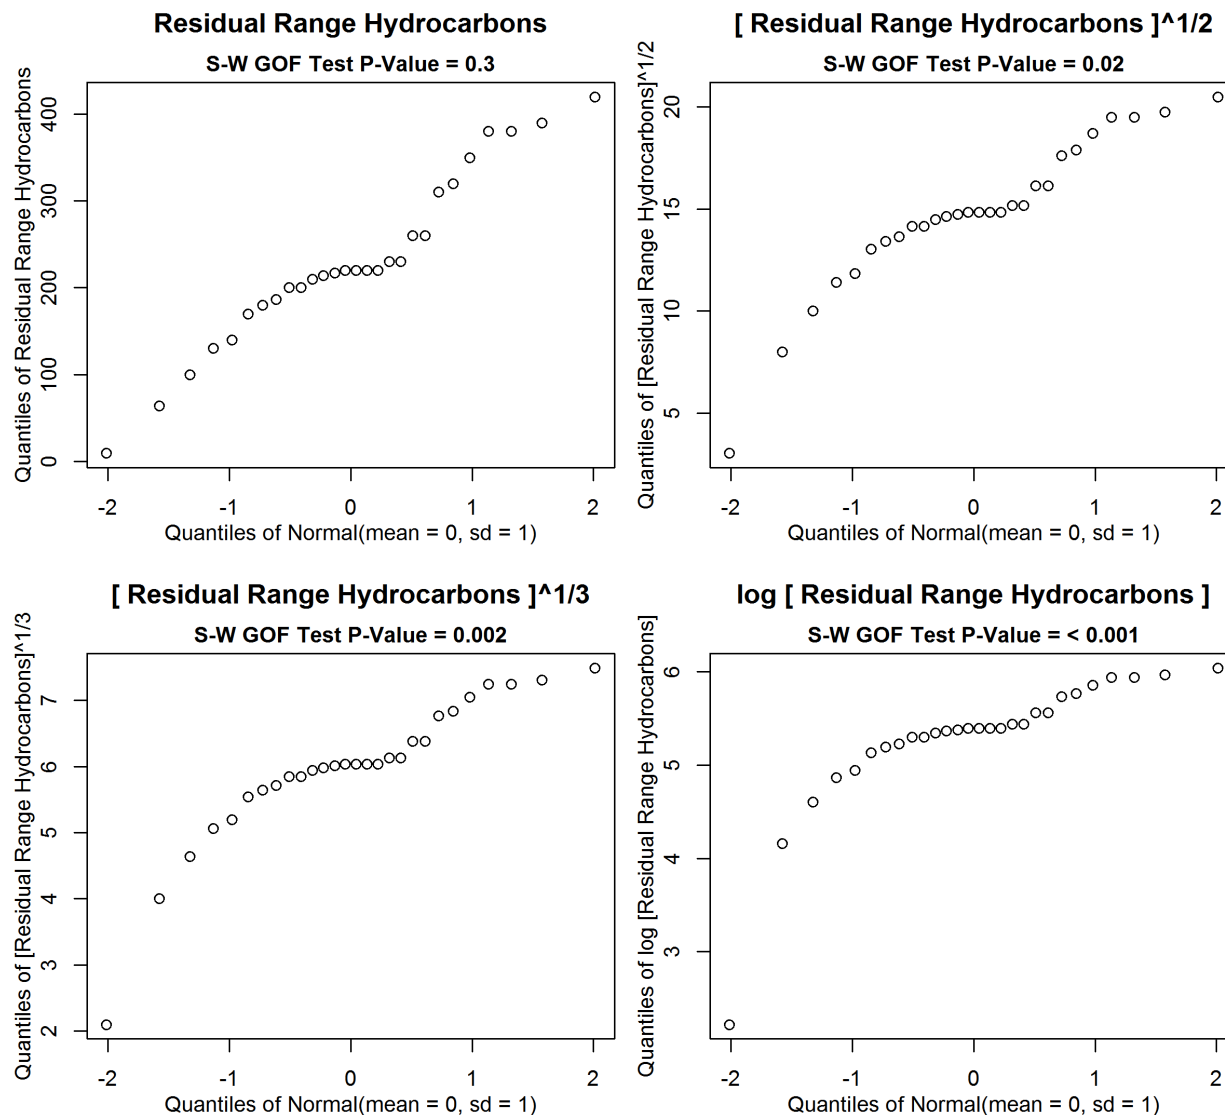 Residual Range Hydrocarbons
S-W GOF Test P-Value = 0.3
Quantiles of Residual Range Hydrocarbons
400
300
200
100
0
-2 -1 0 1 2
Quantiles of Normal(mean = 0, sd = 1)
[ Residual Range Hydrocarbons ]^1/2
S-W GOF Test P-Value = 0.02
Quantiles of [Residual Range Hydrocarbons]^1/2
20
15
10
5
-2 -1 0 1 2
Quantiles of Normal(mean = 0, sd = 1)
[ Residual Range Hydrocarbons ]^1/3
S-W GOF Test P-Value = 0.002
Quantiles of [Residual Range Hydrocarbons]^1/3
7
6
5
4
3
2
-2 -1 0 1 2
Quantiles of Normal(mean = 0, sd = 1)
log [ Residual Range Hydrocarbons ]
S-W GOF Test P-Value = < 0.001
Quantiles of log [Residual Range Hydrocarbons]
6
5
4
3
-2 -1 0 1 2
Quantiles of Normal(mean = 0, sd = 1)